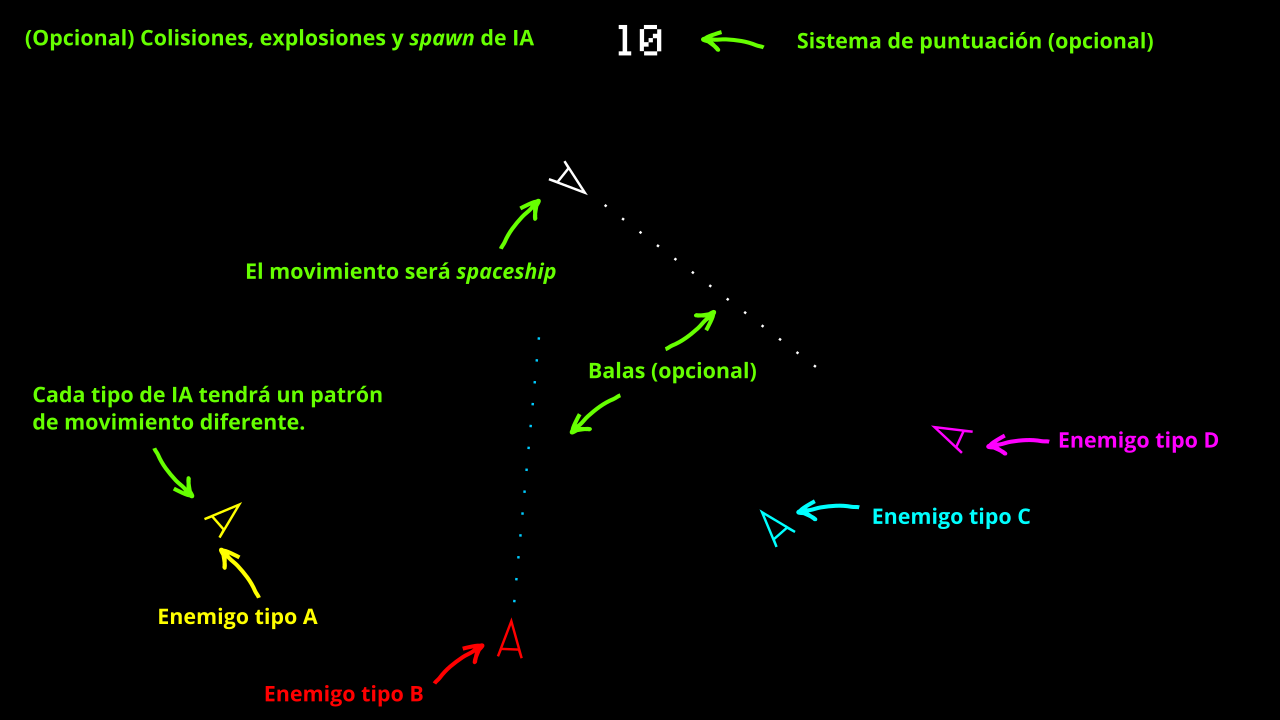 (Opcional) Colisiones, explosiones y spawn de IA
10
Sistema de puntuación (opcional)
El movimiento será spaceship
Balas (opcional)
Cada tipo de IA tendrá un patrón
de movimiento diferente.
Enemigo tipo D
Enemigo tipo C
Enemigo tipo A
Enemigo tipo B